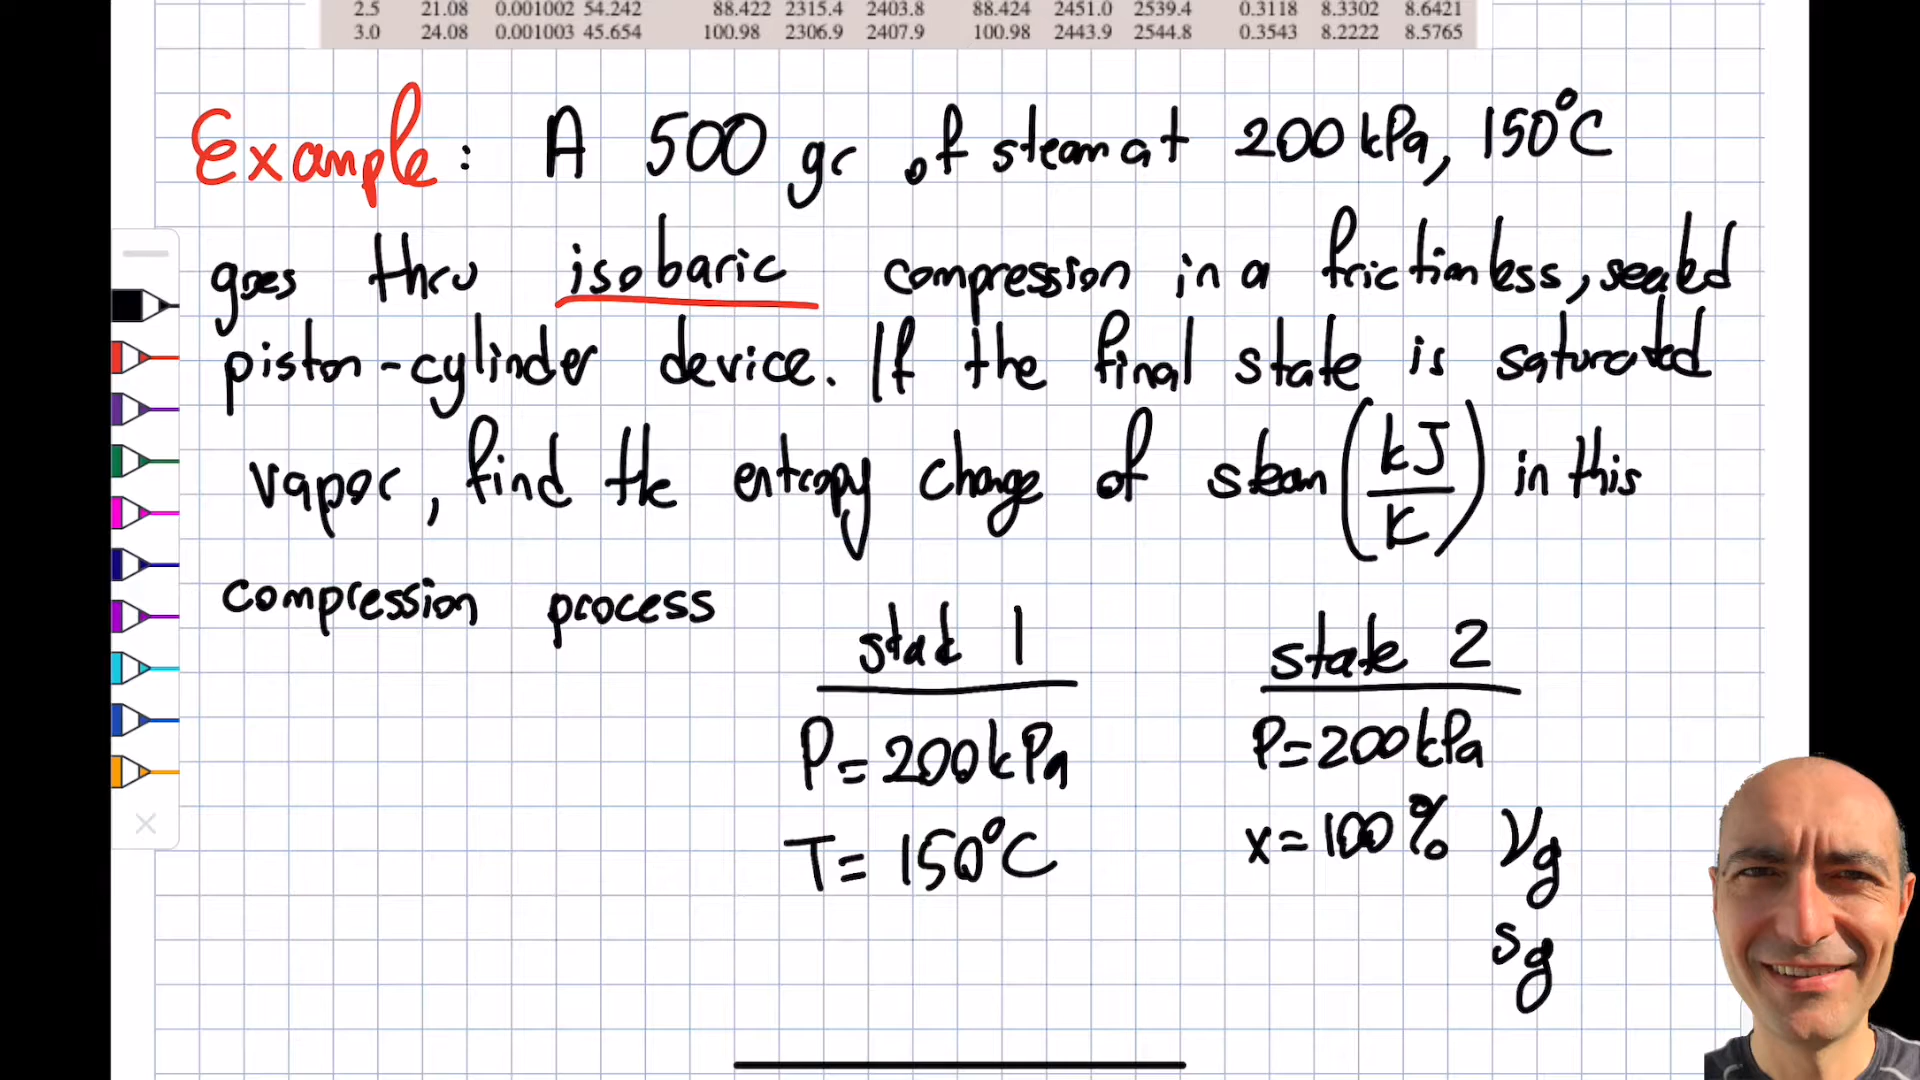 2.5 21.08 0.001002 54.242 88.422 2315.4 2403.8 88.424 2451.0 2539.4 0.3118 8.3302 8.6421
3.0 24.08 0.001003 45.654 100.98 2306.9 2407.9 100.98 2443.9 2544.8 0.3543 8.2222 8.5765
Example: A 500 gr of steam at 200 kPa, 150°C
goes thru isobaric compression in a frictionless, sealed
piston-cylinder device. If the final state is saturated
vapor, find the entropy change of steam (kJ/K) in this
compression process
state 1 state 2
P=200kPa P=200kPa
T=150°C x=100% νg
sg